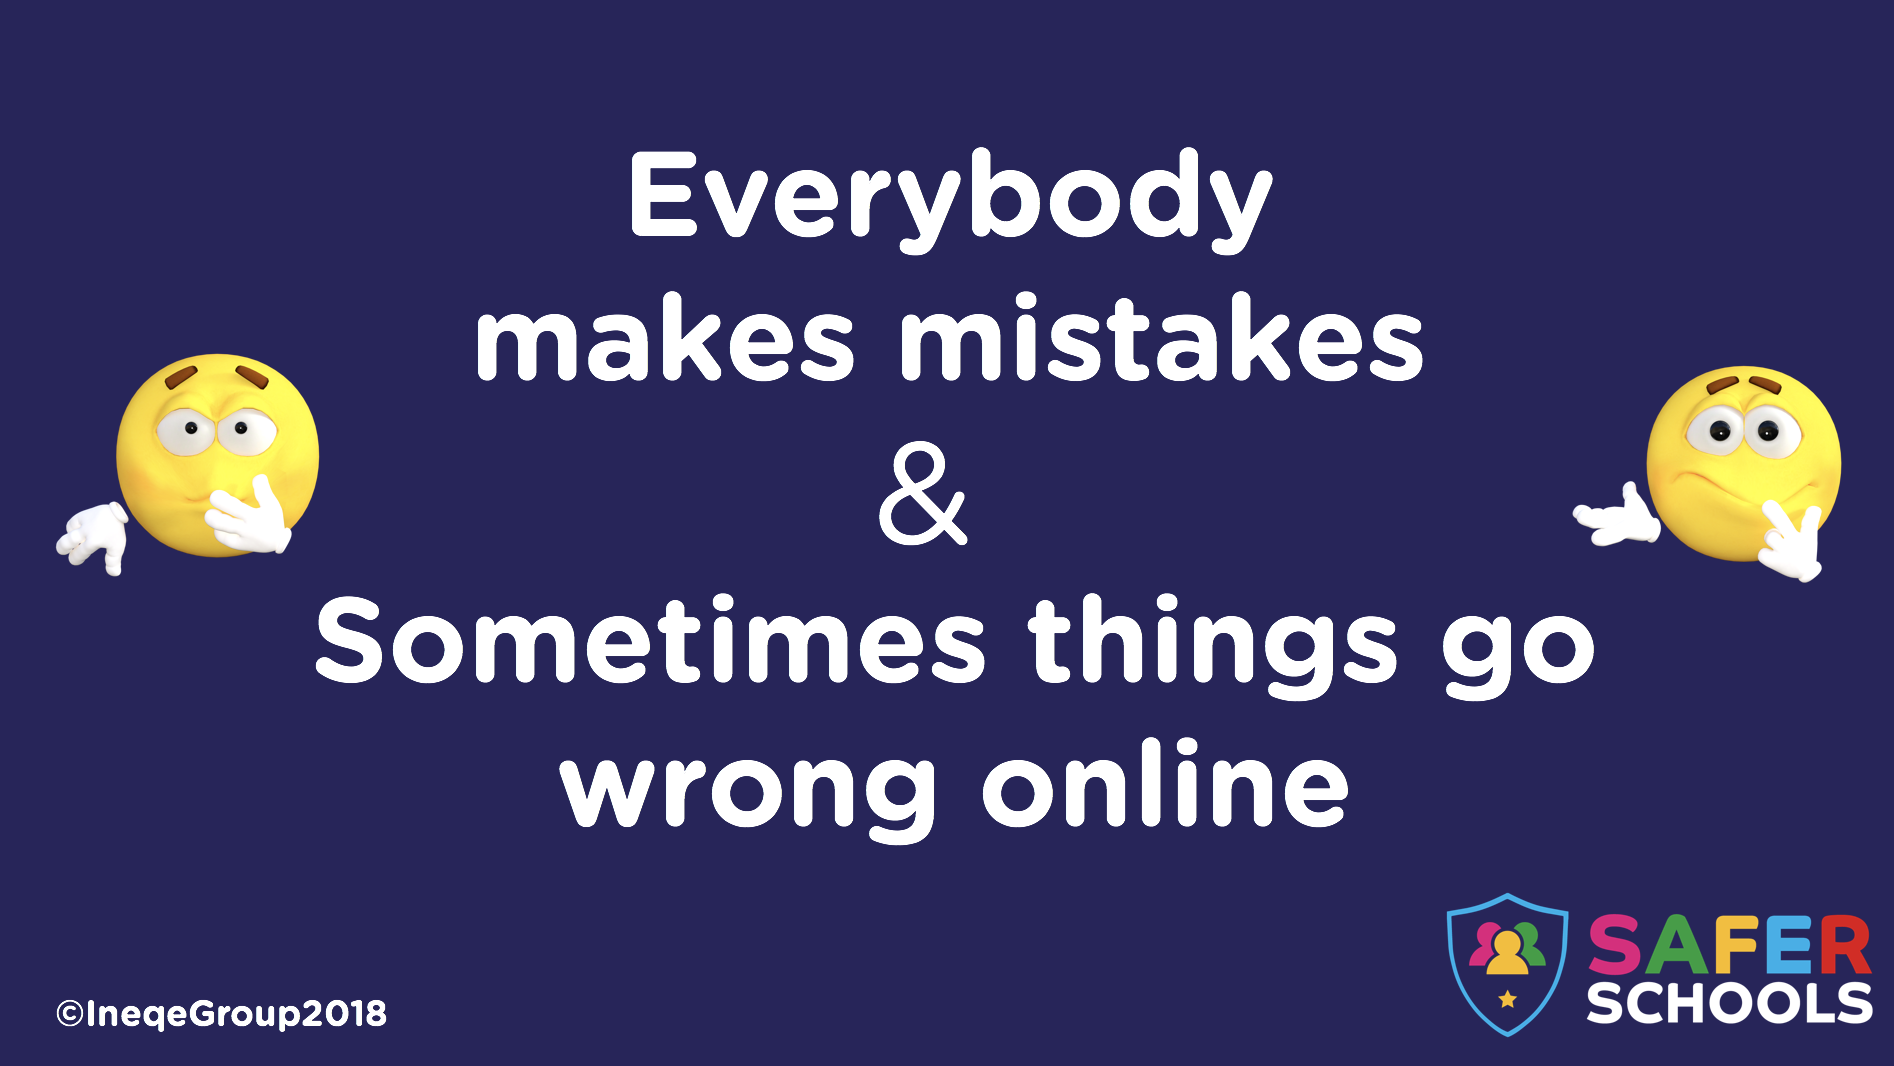 Everybody
makes mistakes
&
Sometimes things go
wrong online
©IneqeGroup2018
SAFER
SCHOOLS